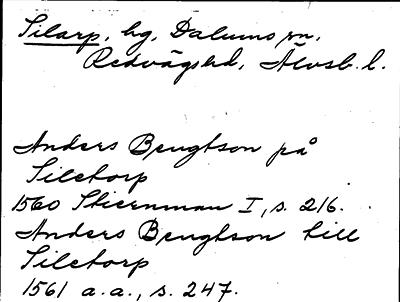 Silarp, hg, Dalums sn,
Redvägs hd, Älvsb. l.
Anders Bengtson på
Siletorp
1560 Stiernman I, s. 216.
Anders Bengtson till
Siletorp
1561 a.a., s. 247.